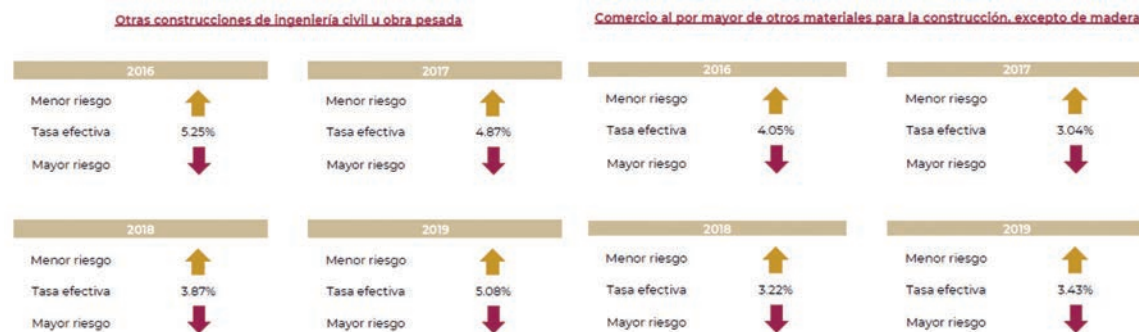 Otras construcciones de ingeniería civil u obra pesada
2016
Menor riesgo
Tasa efectiva 5.25%
Mayor riesgo
2017
Menor riesgo
Tasa efectiva 4.87%
Mayor riesgo
2018
Menor riesgo
Tasa efectiva 3.87%
Mayor riesgo
2019
Menor riesgo
Tasa efectiva 5.08%
Mayor riesgo
Comercio al por mayor de otros materiales para la construcción, excepto de madera
2016
Menor riesgo
Tasa efectiva 4.05%
Mayor riesgo
2017
Menor riesgo
Tasa efectiva 3.04%
Mayor riesgo
2018
Menor riesgo
Tasa efectiva 3.22%
Mayor riesgo
2019
Menor riesgo
Tasa efectiva 3.43%
Mayor riesgo